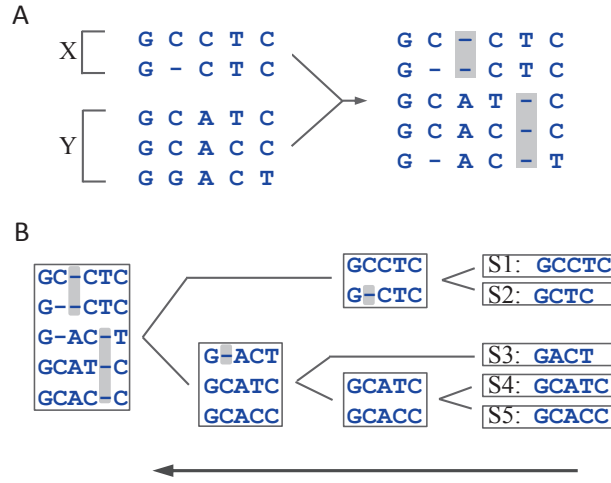 A
X
G C C T C
G - C T C
Y
G C A T C
G C A C C
G G A C T
G C - C T C
G - - C T C
G C A T - C
G C A C - C
G - A C - T
B
GC-CTC
G--CTC
G-AC-T
GCAT-C
GCAC-C
GCCTC
G-CTC
G-ACT
GCATC
GCACC
GCATC
GCACC
S1: GCCTC
S2: GCTC
S3: GACT
S4: GCATC
S5: GCACC